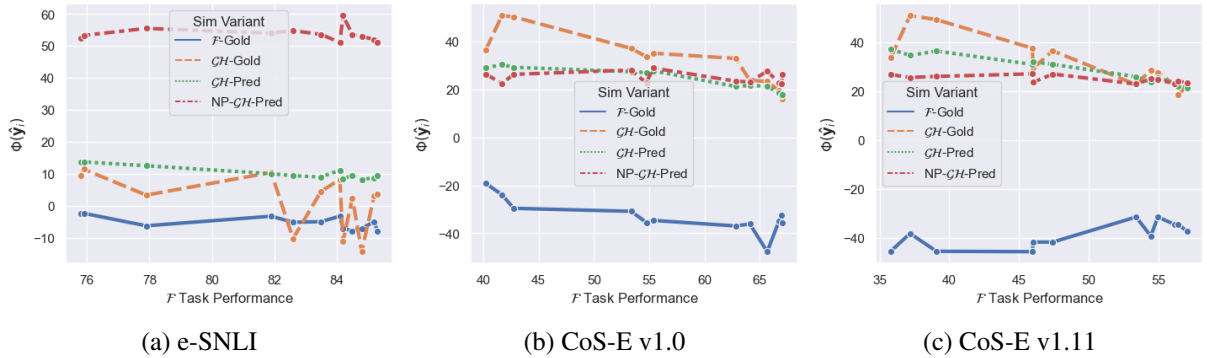 60
50
40
30
20
10
0
−10
Φ(ŷᵢ)
Sim Variant
ℱ-Gold
𝒢ℋ-Gold
𝒢ℋ-Pred
NP-𝒢ℋ-Pred
76 78 80 82 84
ℱ Task Performance
(a) e-SNLI
40
20
0
−20
−40
Φ(ŷᵢ)
Sim Variant
ℱ-Gold
𝒢ℋ-Gold
𝒢ℋ-Pred
NP-𝒢ℋ-Pred
40 45 50 55 60 65
ℱ Task Performance
(b) CoS-E v1.0
40
20
0
−20
−40
Φ(ŷᵢ)
Sim Variant
ℱ-Gold
𝒢ℋ-Gold
𝒢ℋ-Pred
NP-𝒢ℋ-Pred
35 40 45 50 55
ℱ Task Performance
(c) CoS-E v1.11